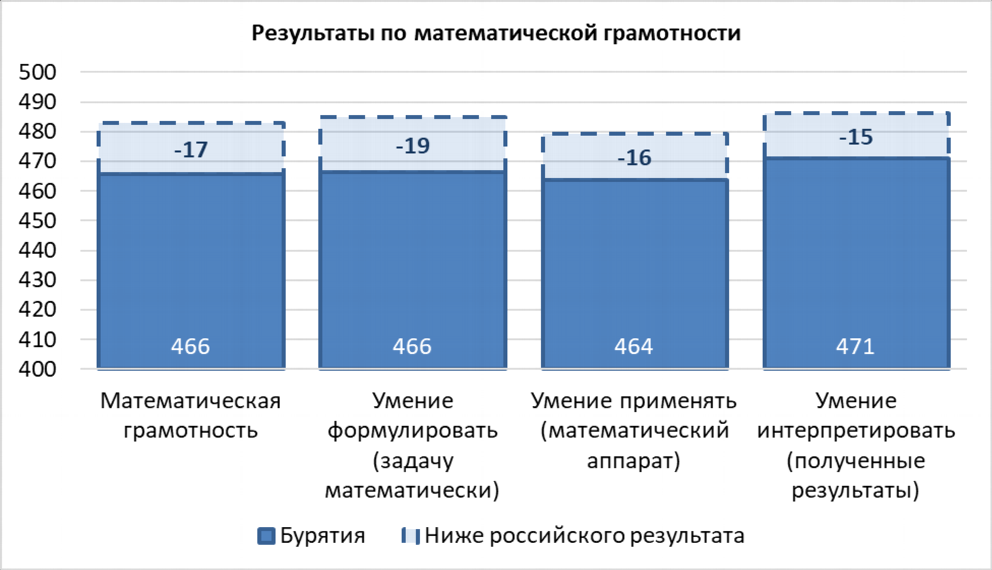 Результаты по математической грамотности
500
490
480
470
460
450
440
430
420
410
400
-17
-19
-16
-15
466
466
464
471
Математическая
грамотность
Умение
формулировать
(задачу
математически)
Умение применять
(математический
аппарат)
Умение
интерпретировать
(полученные
результаты)
Бурятия
Ниже российского результата